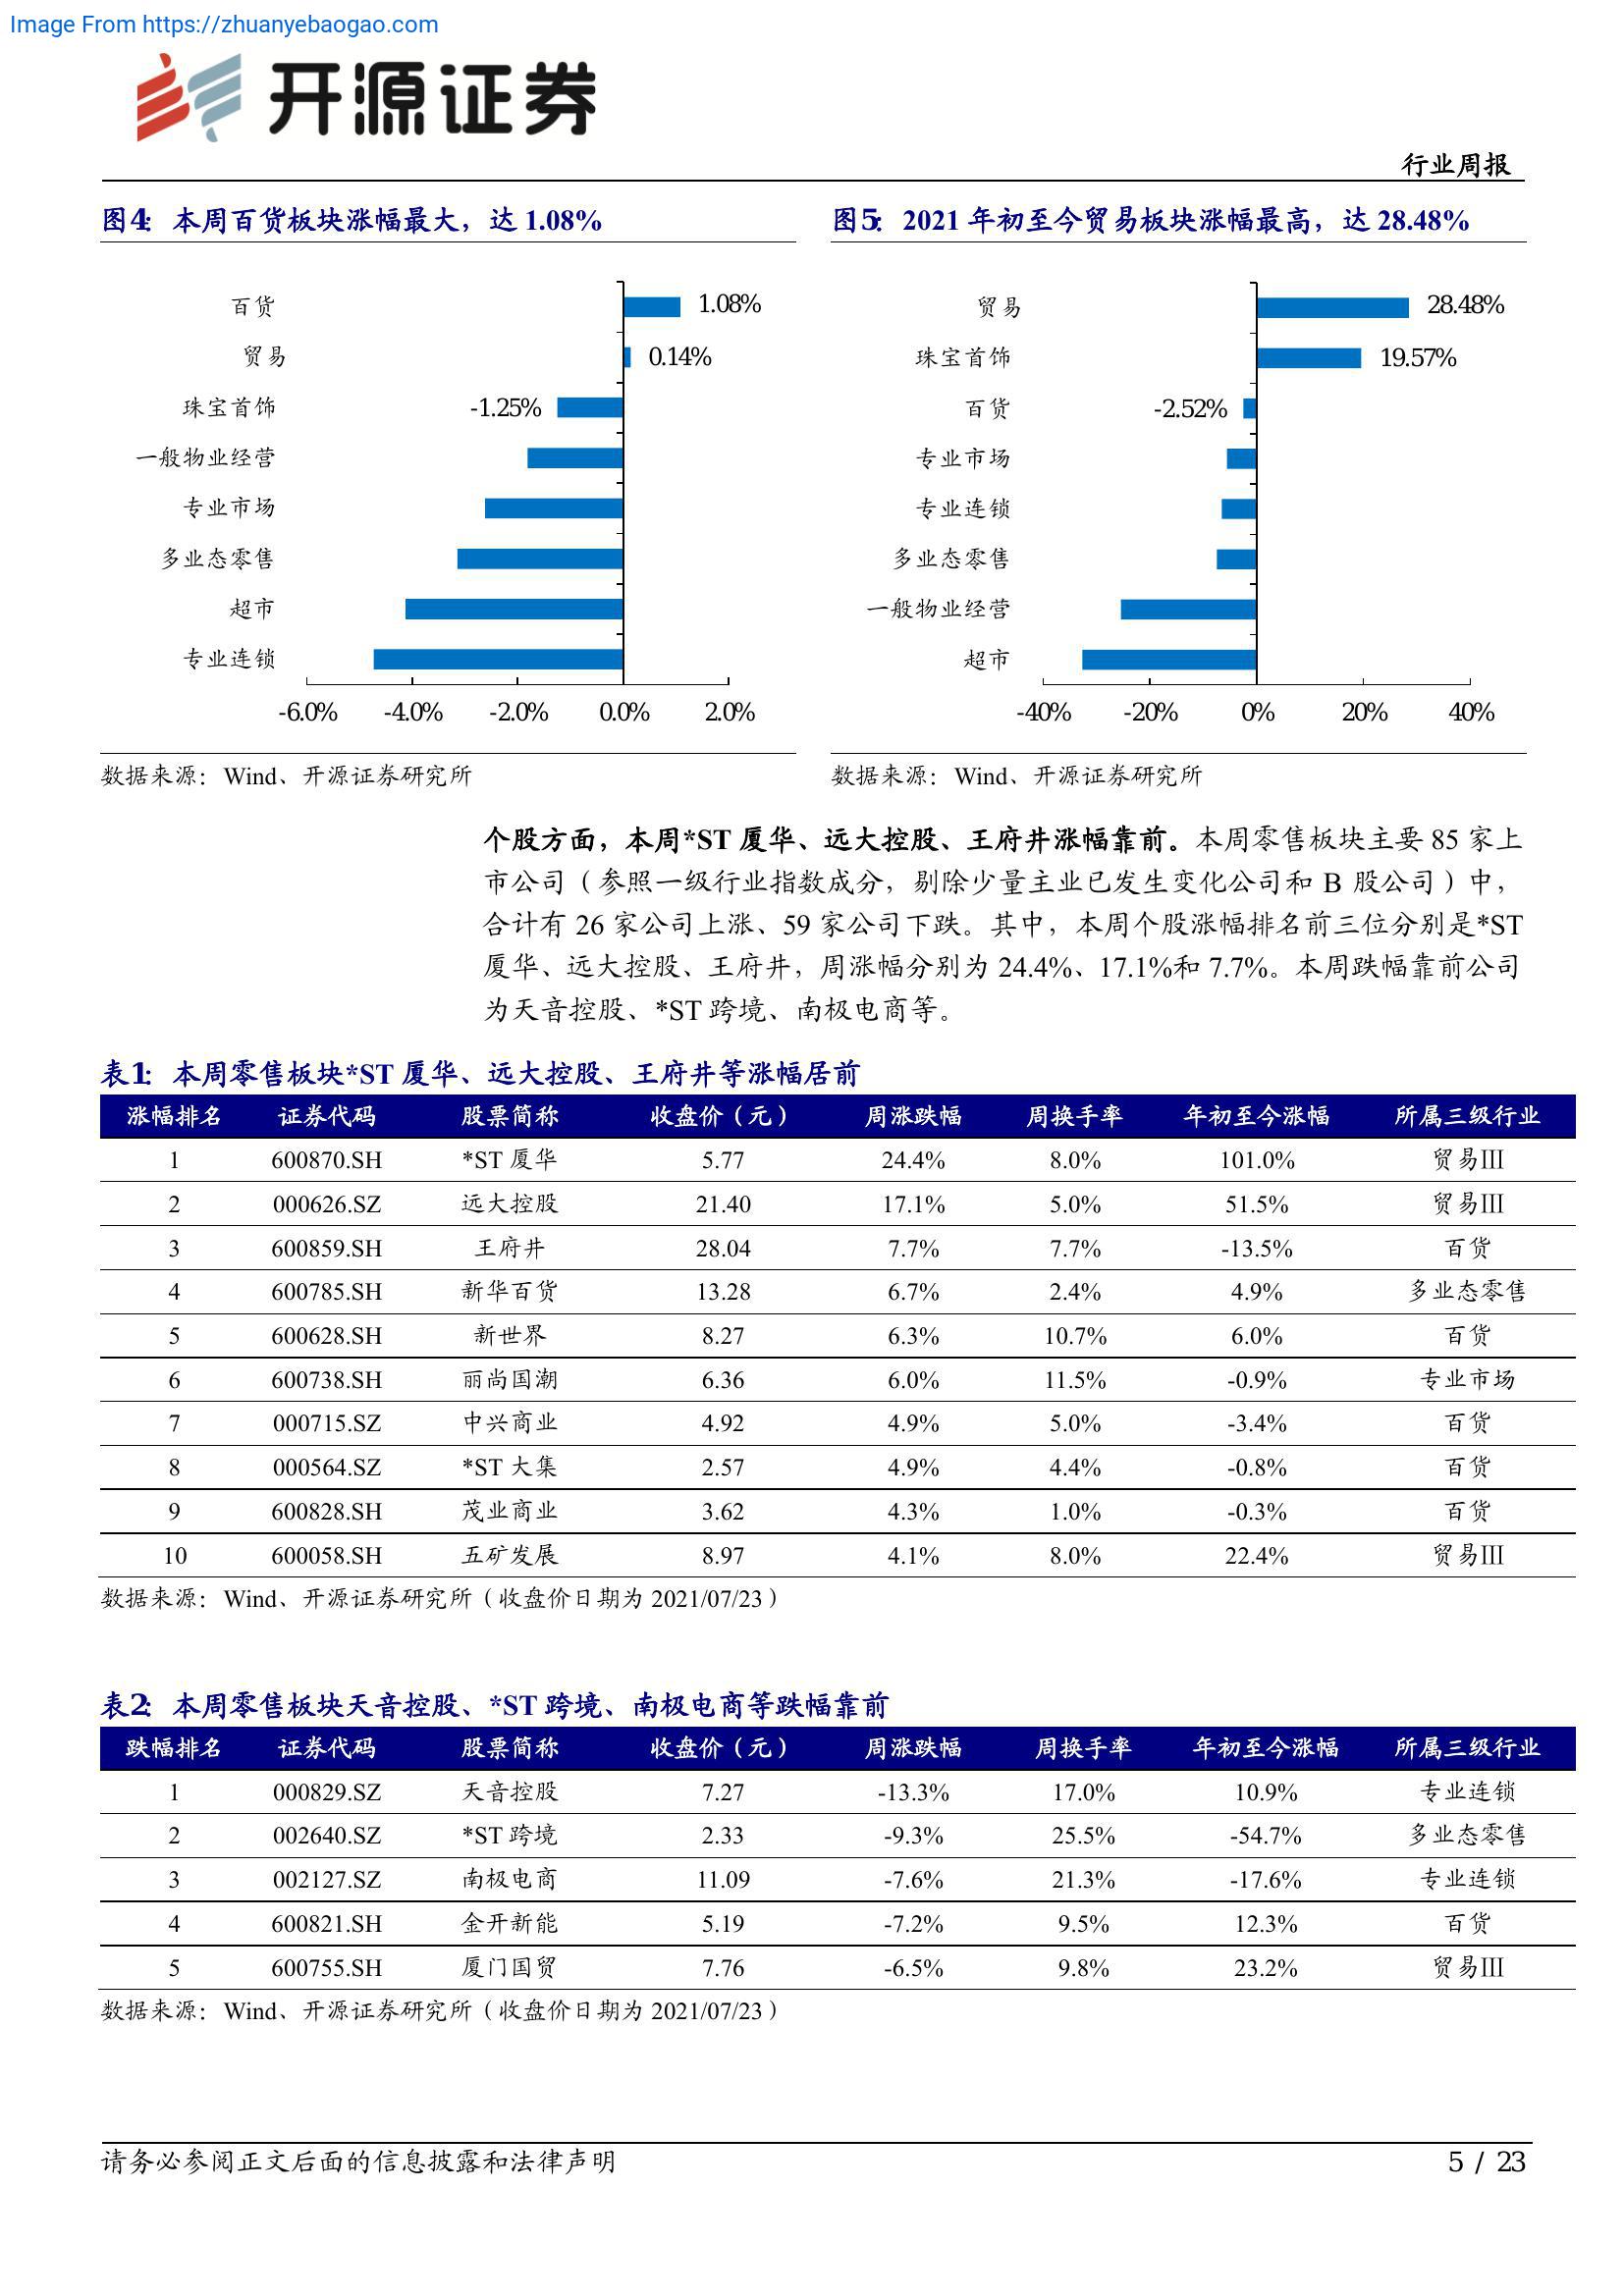 Image From https://zhuanyebaogao.com
开源证券
行业周报
图4： 本周百货板块涨幅最大，达 1.08%
百货 1.08%
贸易 0.14%
珠宝首饰 -1.25%
一般物业经营
专业市场
多业态零售
超市
专业连锁
-6.0% -4.0% -2.0% 0.0% 2.0%
数据来源：Wind、开源证券研究所
图5： 2021 年初至今贸易板块涨幅最高，达 28.48%
贸易 28.48%
珠宝首饰 19.57%
百货 -2.52%
专业市场
专业连锁
多业态零售
一般物业经营
超市
-40% -20% 0% 20% 40%
数据来源：Wind、开源证券研究所
个股方面，本周*ST 厦华、远大控股、王府井涨幅靠前。本周零售板块主要 85 家上
市公司（参照一级行业指数成分，剔除少量主业已发生变化公司和 B 股公司）中，
合计有 26 家公司上涨、59 家公司下跌。其中，本周个股涨幅排名前三位分别是*ST
厦华、远大控股、王府井，周涨幅分别为 24.4%、17.1%和 7.7%。本周跌幅靠前公司
为天音控股、*ST 跨境、南极电商等。
表1： 本周零售板块*ST 厦华、远大控股、王府井等涨幅居前
涨幅排名 证券代码 股票简称 收盘价（元） 周涨跌幅 周换手率 年初至今涨幅 所属三级行业
1 600870.SH *ST 厦华 5.77 24.4% 8.0% 101.0% 贸易Ⅲ
2 000626.SZ 远大控股 21.40 17.1% 5.0% 51.5% 贸易Ⅲ
3 600859.SH 王府井 28.04 7.7% 7.7% -13.5% 百货
4 600785.SH 新华百货 13.28 6.7% 2.4% 4.9% 多业态零售
5 600628.SH 新世界 8.27 6.3% 10.7% 6.0% 百货
6 600738.SH 丽尚国潮 6.36 6.0% 11.5% -0.9% 专业市场
7 000715.SZ 中兴商业 4.92 4.9% 5.0% -3.4% 百货
8 000564.SZ *ST 大集 2.57 4.9% 4.4% -0.8% 百货
9 600828.SH 茂业商业 3.62 4.3% 1.0% -0.3% 百货
10 600058.SH 五矿发展 8.97 4.1% 8.0% 22.4% 贸易Ⅲ
数据来源：Wind、开源证券研究所（收盘价日期为 2021/07/23）
表2： 本周零售板块天音控股、*ST 跨境、南极电商等跌幅靠前
跌幅排名 证券代码 股票简称 收盘价（元） 周涨跌幅 周换手率 年初至今涨幅 所属三级行业
1 000829.SZ 天音控股 7.27 -13.3% 17.0% 10.9% 专业连锁
2 002640.SZ *ST 跨境 2.33 -9.3% 25.5% -54.7% 多业态零售
3 002127.SZ 南极电商 11.09 -7.6% 21.3% -17.6% 专业连锁
4 600821.SH 金开新能 5.19 -7.2% 9.5% 12.3% 百货
5 600755.SH 厦门国贸 7.76 -6.5% 9.8% 23.2% 贸易Ⅲ
数据来源：Wind、开源证券研究所（收盘价日期为 2021/07/23）
请务必参阅正文后面的信息披露和法律声明
5 / 23